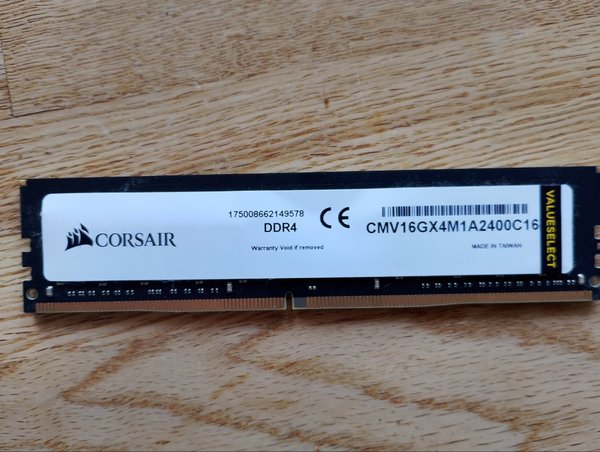 CORSAIR
175008662149578
DDR4
Warranty Void if removed
CE
CMV16GX4M1A2400C16
MADE IN TAIWAN
VALUESELECT